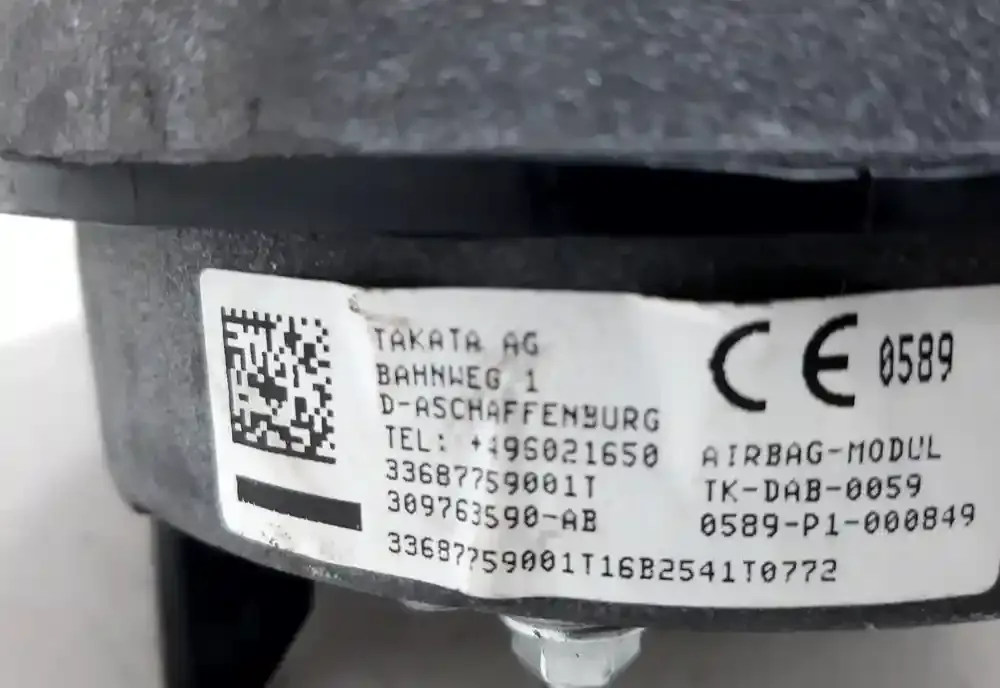 TAKATA AG
BAHNWEG 1
D-ASCHAFFENBURG
TEL: +496021650
33687759001T
309763590-AB
33687759001T16B2541T0772
CE 0589
AIRBAG-MODUL
TK-DAB-0059
0589-P1-000849